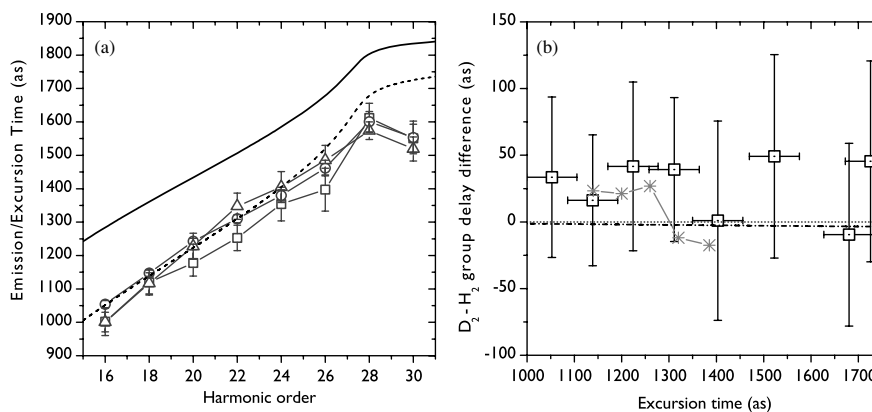 (a)
Emission/Excursion Time (as)
1900
1800
1700
1600
1500
1400
1300
1200
1100
1000
900
16 18 20 22 24 26 28 30
Harmonic order
(b)
D2-H2 group delay difference (as)
150
100
50
0
-50
-100
1000 1100 1200 1300 1400 1500 1600 1700
Excursion time (as)